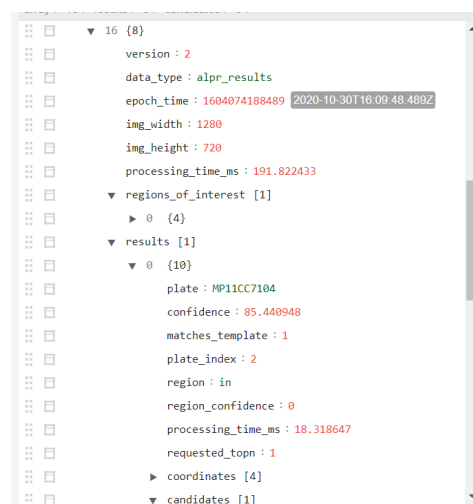 16 {8}
version : 2
data_type : alpr_results
epoch_time : 1604074188489 2020-10-30T16:09:48.489Z
img_width : 1280
img_height : 720
processing_time_ms : 191.822433
regions_of_interest [1]
0 {4}
results [1]
0 {10}
plate : MP11CC7104
confidence : 85.440948
matches_template : 1
plate_index : 2
region : in
region_confidence : 0
processing_time_ms : 18.318647
requested_topn : 1
coordinates [4]
candidates [1]